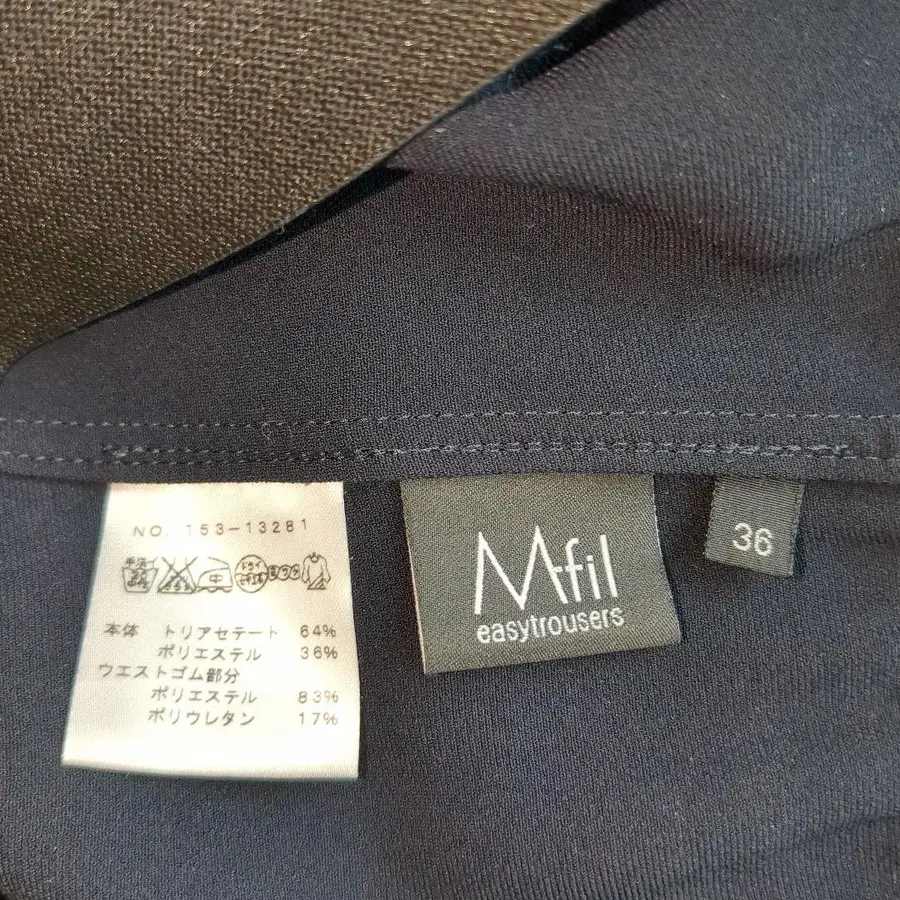 NO. 153-13281
中
本体 トリアセテート 64%
ポリエステル 36%
ウエストゴム部分
ポリエステル 83%
ポリウレタン 17%
M-fil
easytrousers
36